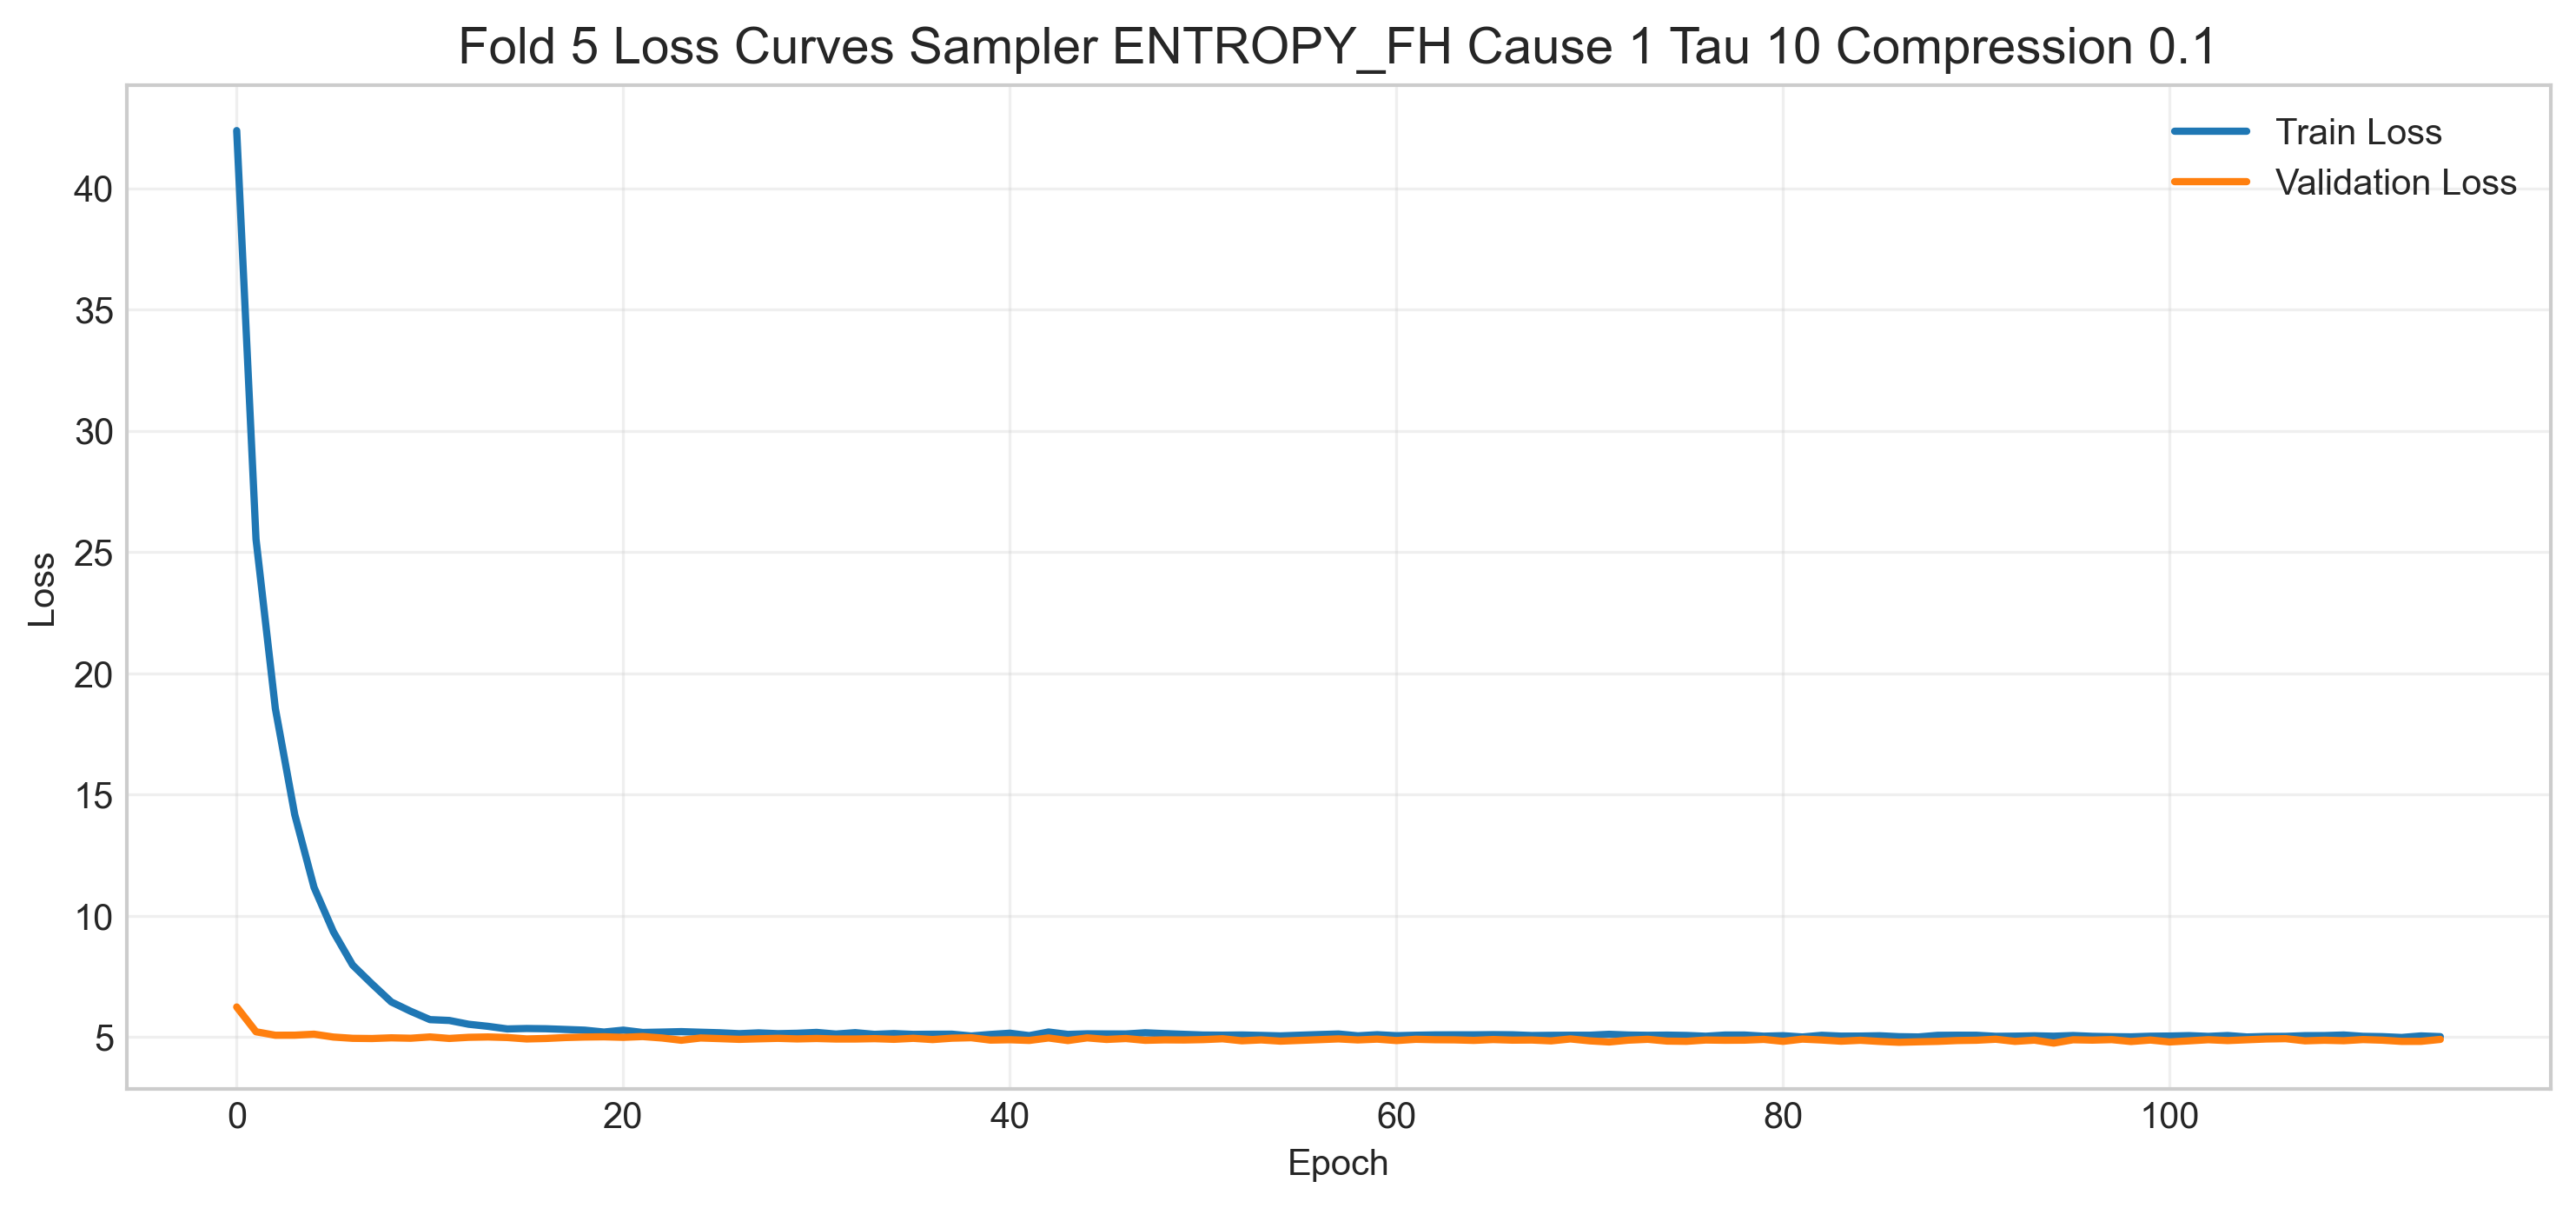 Fold 5 Loss Curves Sampler ENTROPY_FH Cause 1 Tau 10 Compression 0.1
Train Loss
Validation Loss
40
35
30
25
20
15
10
5
Loss
0 20 40 60 80 100
Epoch